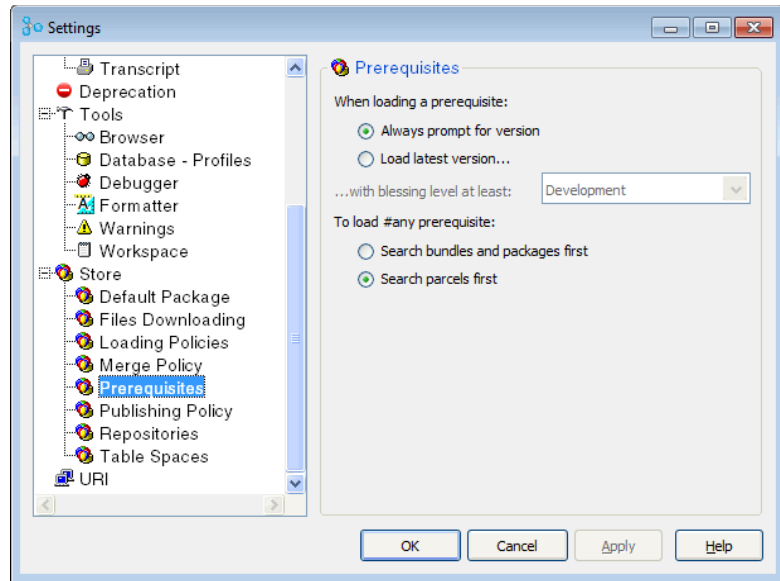 Settings
Transcript
Deprecation
Tools
Browser
Database - Profiles
Debugger
Formatter
Warnings
Workspace
Store
Default Package
Files Downloading
Loading Policies
Merge Policy
Prerequisites
Publishing Policy
Repositories
Table Spaces
URI
Prerequisites
When loading a prerequisite:
Always prompt for version
Load latest version...
...with blessing level at least: Development
To load #any prerequisite:
Search bundles and packages first
Search parcels first
OK Cancel Apply Help